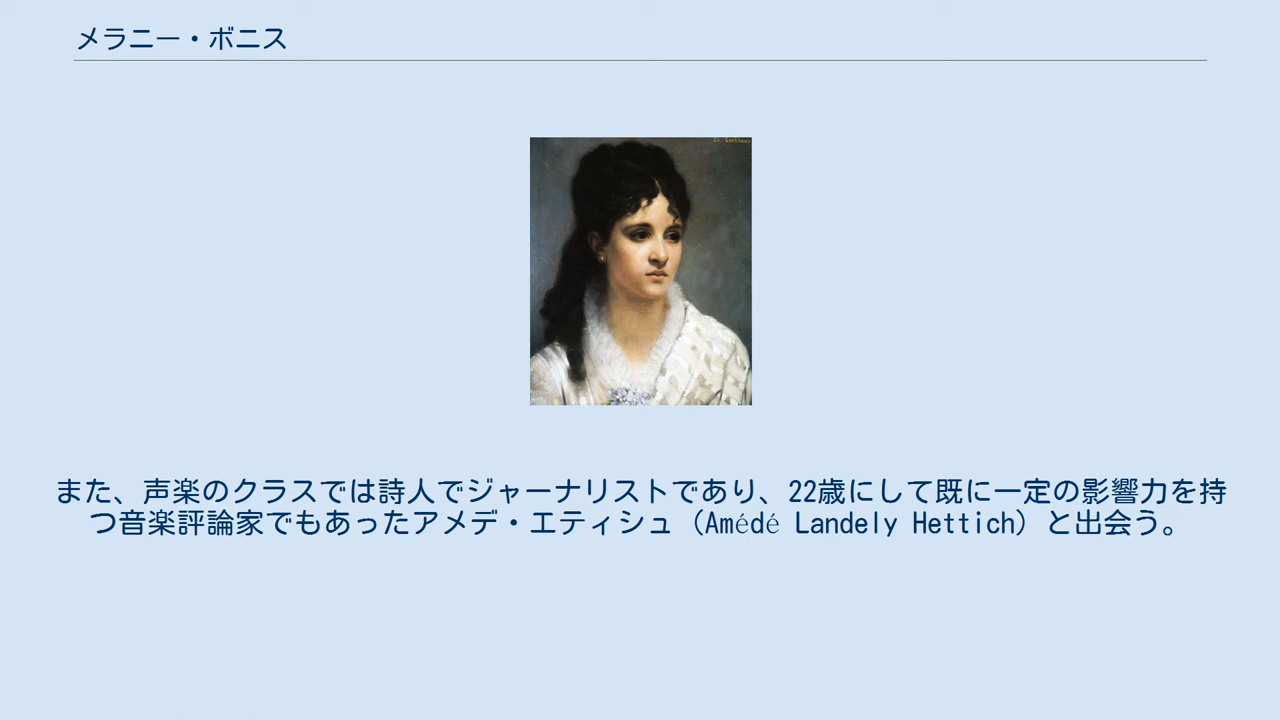 メラニー・ボニス
また、声楽のクラスでは詩人でジャーナリストであり、22歳にして既に一定の影響力を持
つ音楽評論家でもあったアメデ・エティシュ（Amédé Landely Hettich）と出会う。